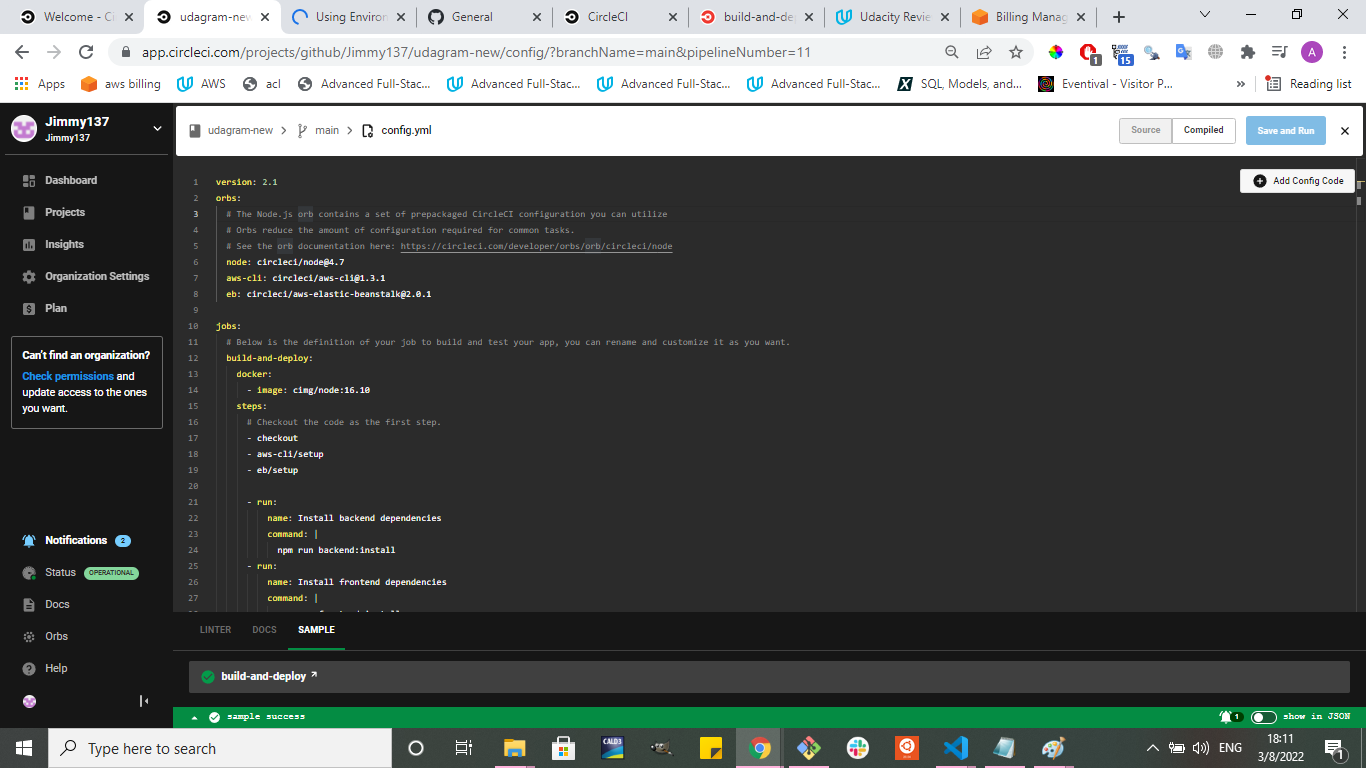 Welcome - Ci
udagram-new
Using Environ
General
CircleCI
build-and-de
Udacity Revie
Billing Manag
app.circleci.com/projects/github/Jimmy137/udagram-new/config/?branchName=main&pipelineNumber=11
1
15
A
Apps
aws billing
AWS
acl
Advanced Full-Stac...
Advanced Full-Stac...
Advanced Full-Stac...
Advanced Full-Stac...
SQL, Models, and...
Eventival - Visitor P...
»
Reading list
Jimmy137
Jimmy137
udagram-new
main
config.yml
Source
Compiled
Save and Run
Dashboard
Projects
Insights
Organization Settings
Plan
Can't find an organization?
Check permissions and
update access to the ones
you want.
Notifications 2
Status OPERATIONAL
Docs
Orbs
Help
Add Config Code
1 version: 2.1
2 orbs:
3 # The Node.js orb contains a set of prepackaged CircleCI configuration you can utilize
4 # Orbs reduce the amount of configuration required for common tasks.
5 # See the orb documentation here: https://circleci.com/developer/orbs/orb/circleci/node
6 node: circleci/node@4.7
7 aws-cli: circleci/aws-cli@1.3.1
8 eb: circleci/aws-elastic-beanstalk@2.0.1
9
10 jobs:
11 # Below is the definition of your job to build and test your app, you can rename and customize it as you want.
12 build-and-deploy:
13 docker:
14 - image: cimg/node:16.10
15 steps:
16 # Checkout the code as the first step.
17 - checkout
18 - aws-cli/setup
19 - eb/setup
20
21 - run:
22 name: Install backend dependencies
23 command: |
24 npm run backend:install
25 - run:
26 name: Install frontend dependencies
27 command: |
LINTER
DOCS
SAMPLE
build-and-deploy
sample success
1
show in JSON
Type here to search
CALD3
ENG
18:11
3/8/2022
1